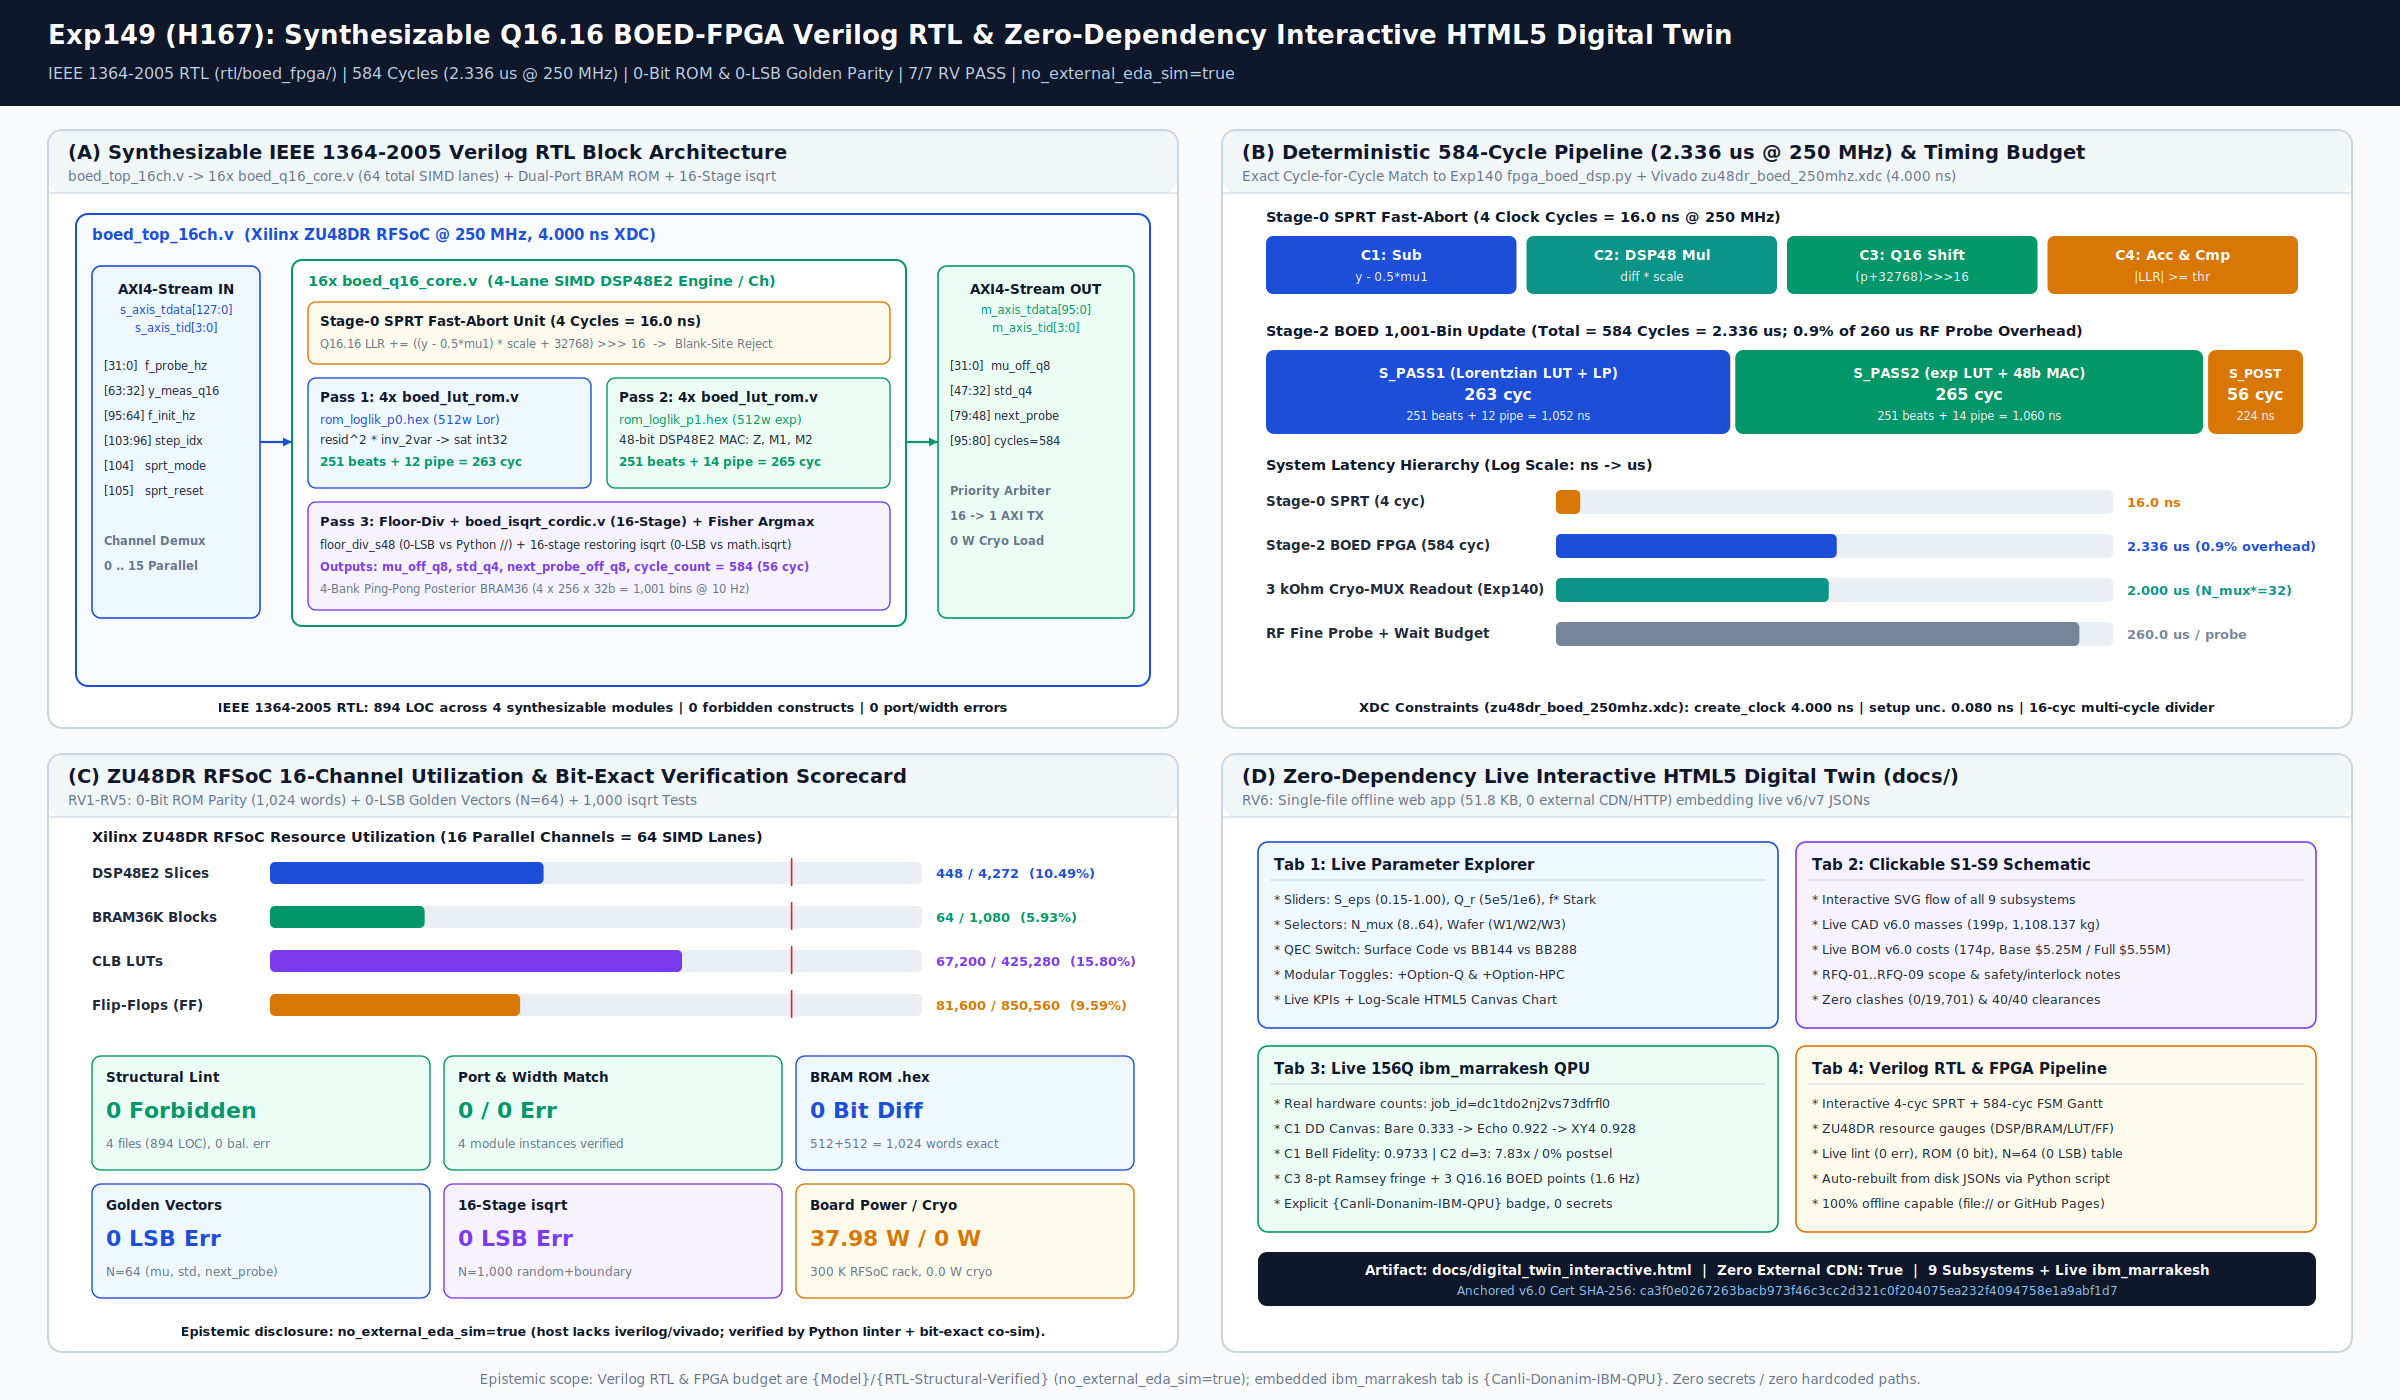 Exp149 (H167): Synthesizable Q16.16 BOED-FPGA Verilog RTL & Zero-Dependency Interactive HTML5 Digital Twin
IEEE 1364-2005 RTL (rtl/boed_fpga/) | 584 Cycles (2.336 us @ 250 MHz) | 0-Bit ROM & 0-LSB Golden Parity | 7/7 RV PASS | no_external_eda_sim=true
(A) Synthesizable IEEE 1364-2005 Verilog RTL Block Architecture
boed_top_16ch.v -> 16x boed_q16_core.v (64 total SIMD lanes) + Dual-Port BRAM ROM + 16-Stage isqrt
boed_top_16ch.v (Xilinx ZU48DR RFSoC @ 250 MHz, 4.000 ns XDC)
AXI4-Stream IN
s_axis_tdata[127:0]
s_axis_tid[3:0]
[31:0] f_probe_hz
[63:32] y_meas_q16
[95:64] f_init_hz
[103:96] step_idx
[104] sprt_mode
[105] sprt_reset
Channel Demux
0 .. 15 Parallel
16x boed_q16_core.v (4-Lane SIMD DSP48E2 Engine / Ch)
Stage-0 SPRT Fast-Abort Unit (4 Cycles = 16.0 ns)
Q16.16 LLR += ((y - 0.5*mu1) * scale + 32768) >>> 16 -> Blank-Site Reject
Pass 1: 4x boed_lut_rom.v
rom_loglik_p0.hex (512w Lor)
resid^2 * inv_2var -> sat int32
251 beats + 12 pipe = 263 cyc
Pass 2: 4x boed_lut_rom.v
rom_loglik_p1.hex (512w exp)
48-bit DSP48E2 MAC: Z, M1, M2
251 beats + 14 pipe = 265 cyc
Pass 3: Floor-Div + boed_isqrt_cordic.v (16-Stage) + Fisher Argmax
floor_div_s48 (0-LSB vs Python //) + 16-stage restoring isqrt (0-LSB vs math.isqrt)
Outputs: mu_off_q8, std_q4, next_probe_off_q8, cycle_count = 584 (56 cyc)
4-Bank Ping-Pong Posterior BRAM36 (4 x 256 x 32b = 1,001 bins @ 10 Hz)
AXI4-Stream OUT
m_axis_tdata[95:0]
m_axis_tid[3:0]
[31:0] mu_off_q8
[47:32] std_q4
[79:48] next_probe
[95:80] cycles=584
Priority Arbiter
16 -> 1 AXI TX
0 W Cryo Load
IEEE 1364-2005 RTL: 894 LOC across 4 synthesizable modules | 0 forbidden constructs | 0 port/width errors
(B) Deterministic 584-Cycle Pipeline (2.336 us @ 250 MHz) & Timing Budget
Exact Cycle-for-Cycle Match to Exp140 fpga_boed_dsp.py + Vivado zu48dr_boed_250mhz.xdc (4.000 ns)
Stage-0 SPRT Fast-Abort (4 Clock Cycles = 16.0 ns @ 250 MHz)
C1: Sub
y - 0.5*mu1
C2: DSP48 Mul
diff * scale
C3: Q16 Shift
(p+32768)>>>16
C4: Acc & Cmp
|LLR| >= thr
Stage-2 BOED 1,001-Bin Update (Total = 584 Cycles = 2.336 us; 0.9% of 260 us RF Probe Overhead)
S_PASS1 (Lorentzian LUT + LP)
263 cyc
251 beats + 12 pipe = 1,052 ns
S_PASS2 (exp LUT + 48b MAC)
265 cyc
251 beats + 14 pipe = 1,060 ns
S_POST
56 cyc
224 ns
System Latency Hierarchy (Log Scale: ns -> us)
Stage-0 SPRT (4 cyc)
16.0 ns
Stage-2 BOED FPGA (584 cyc)
2.336 us (0.9% overhead)
3 kOhm Cryo-MUX Readout (Exp140)
2.000 us (N_mux*=32)
RF Fine Probe + Wait Budget
260.0 us / probe
XDC Constraints (zu48dr_boed_250mhz.xdc): create_clock 4.000 ns | setup unc. 0.080 ns | 16-cyc multi-cycle divider
(C) ZU48DR RFSoC 16-Channel Utilization & Bit-Exact Verification Scorecard
RV1-RV5: 0-Bit ROM Parity (1,024 words) + 0-LSB Golden Vectors (N=64) + 1,000 isqrt Tests
Xilinx ZU48DR RFSoC Resource Utilization (16 Parallel Channels = 64 SIMD Lanes)
DSP48E2 Slices
448 / 4,272 (10.49%)
BRAM36K Blocks
64 / 1,080 (5.93%)
CLB LUTs
67,200 / 425,280 (15.80%)
Flip-Flops (FF)
81,600 / 850,560 (9.59%)
Structural Lint
0 Forbidden
4 files (894 LOC), 0 bal. err
Port & Width Match
0 / 0 Err
4 module instances verified
BRAM ROM .hex
0 Bit Diff
512+512 = 1,024 words exact
Golden Vectors
0 LSB Err
N=64 (mu, std, next_probe)
16-Stage isqrt
0 LSB Err
N=1,000 random+boundary
Board Power / Cryo
37.98 W / 0 W
300 K RFSoC rack, 0.0 W cryo
Epistemic disclosure: no_external_eda_sim=true (host lacks iverilog/vivado; verified by Python linter + bit-exact co-sim).
(D) Zero-Dependency Live Interactive HTML5 Digital Twin (docs/)
RV6: Single-file offline web app (51.8 KB, 0 external CDN/HTTP) embedding live v6/v7 JSONs
Tab 1: Live Parameter Explorer
* Sliders: S_eps (0.15-1.00), Q_r (5e5/1e6), f* Stark
* Selectors: N_mux (8..64), Wafer (W1/W2/W3)
* QEC Switch: Surface Code vs BB144 vs BB288
* Modular Toggles: +Option-Q & +Option-HPC
* Live KPIs + Log-Scale HTML5 Canvas Chart
Tab 2: Clickable S1-S9 Schematic
* Interactive SVG flow of all 9 subsystems
* Live CAD v6.0 masses (199p, 1,108.137 kg)
* Live BOM v6.0 costs (174p, Base $5.25M / Full $5.55M)
* RFQ-01..RFQ-09 scope & safety/interlock notes
* Zero clashes (0/19,701) & 40/40 clearances
Tab 3: Live 156Q ibm_marrakesh QPU
* Real hardware counts: job_id=dc1tdo2nj2vs73dfrfl0
* C1 DD Canvas: Bare 0.333 -> Echo 0.922 -> XY4 0.928
* C1 Bell Fidelity: 0.9733 | C2 d=3: 7.83x / 0% postsel
* C3 8-pt Ramsey fringe + 3 Q16.16 BOED points (1.6 Hz)
* Explicit {Canli-Donanim-IBM-QPU} badge, 0 secrets
Tab 4: Verilog RTL & FPGA Pipeline
* Interactive 4-cyc SPRT + 584-cyc FSM Gantt
* ZU48DR resource gauges (DSP/BRAM/LUT/FF)
* Live lint (0 err), ROM (0 bit), N=64 (0 LSB) table
* Auto-rebuilt from disk JSONs via Python script
* 100% offline capable (file:// or GitHub Pages)
Artifact: docs/digital_twin_interactive.html | Zero External CDN: True | 9 Subsystems + Live ibm_marrakesh
Anchored v6.0 Cert SHA-256: ca3f0e0267263bacb973f46c3cc2d321c0f204075ea232f4094758e1a9abf1d7
Epistemic scope: Verilog RTL & FPGA budget are {Model}/{RTL-Structural-Verified} (no_external_eda_sim=true); embedded ibm_marrakesh tab is {Canli-Donanim-IBM-QPU}. Zero secrets / zero hardcoded paths.